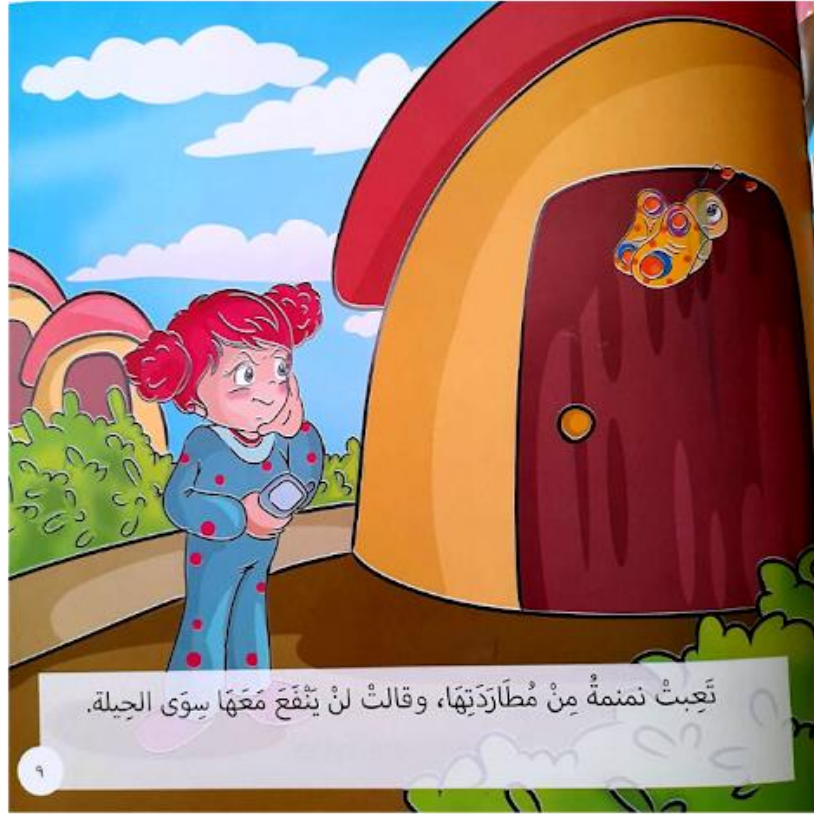 تَعِبتْ نمنمةُ مِنْ مُطَارَدَتِهَا، وقالتْ لنْ يَنْفَعَ مَعَهَا سِوَى الحِيلة.
٩